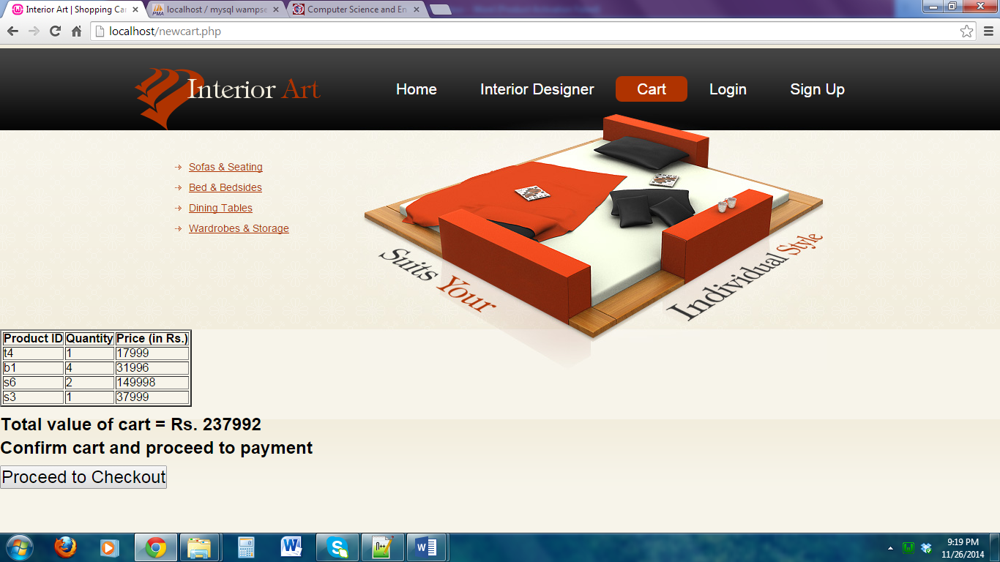 Interior Art | Shopping Ca
localhost / mysql wampse
Computer Science and En
localhost/newcart.php
Interior Art
Home Interior Designer Cart Login Sign Up
Sofas & Seating
Bed & Bedsides
Dining Tables
Wardrobes & Storage
Suits Your
Individual Style
Product ID Quantity Price (in Rs.)
t4 1 17999
b1 4 31996
s6 2 149998
s3 1 37999
Total value of cart = Rs. 237992
Confirm cart and proceed to payment
Proceed to Checkout
9:19 PM
11/26/2014